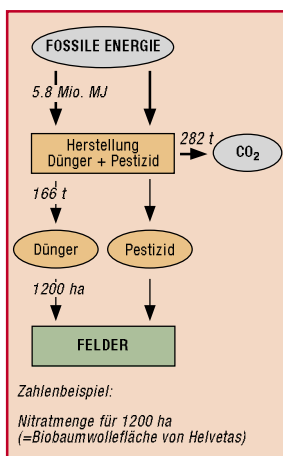 FOSSILE ENERGIE
5.8 Mio. MJ
Herstellung
Dünger + Pestizid
282 t
CO₂
166 t
Dünger
Pestizid
1200 ha
FELDER
Zahlenbeispiel:
Nitratmenge für 1200 ha
(=Biobaumwollefläche von Helvetas)